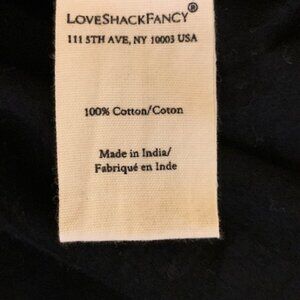 LOVESHACKFANCY®
111 5TH AVE, NY 10003 USA
100% Cotton/Coton
Made in India/
Fabriqué en Inde